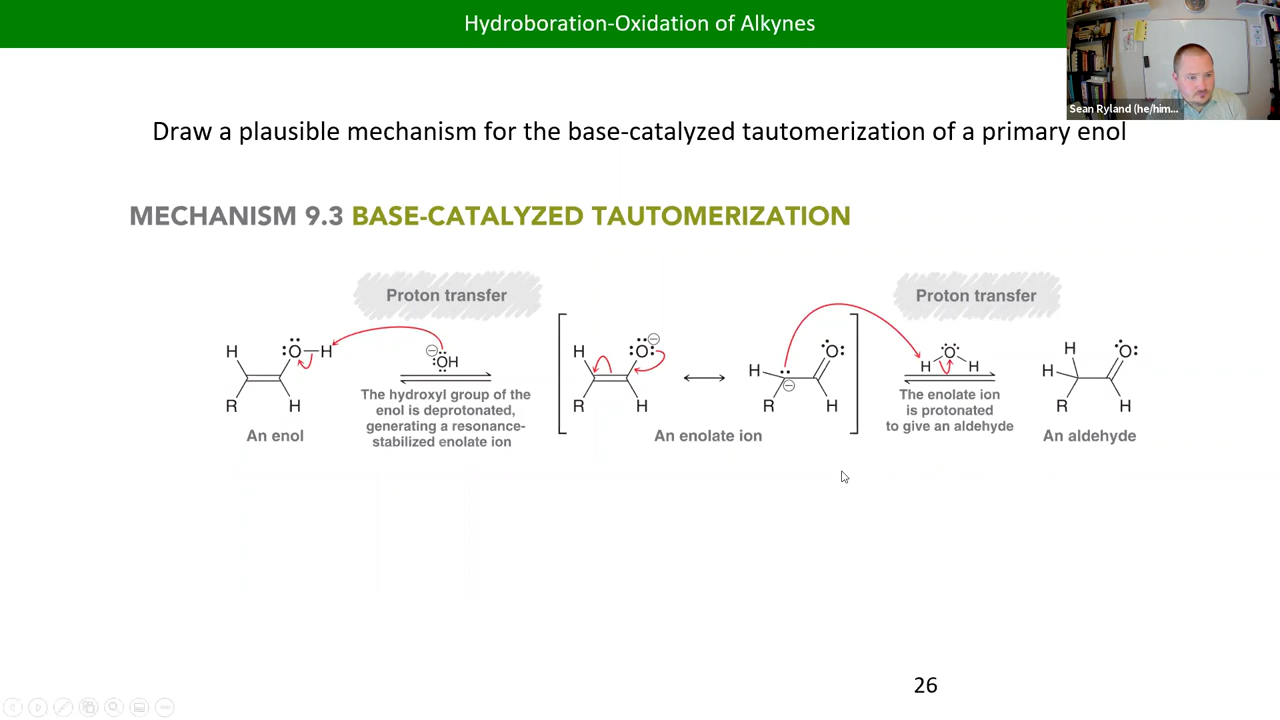 Hydroboration-Oxidation of Alkynes
Sean Ryland (he/him...
Draw a plausible mechanism for the base-catalyzed tautomerization of a primary enol
MECHANISM 9.3 BASE-CATALYZED TAUTOMERIZATION
Proton transfer
Proton transfer
H
:O—H
⊖:OH
H
:O:⊖
H
O:
H
O
H
H
H
O:
H
R
H
R
H
R
H
R
H
An enol
The hydroxyl group of the
enol is deprotonated,
generating a resonance-
stabilized enolate ion
An enolate ion
The enolate ion
is protonated
to give an aldehyde
An aldehyde
26